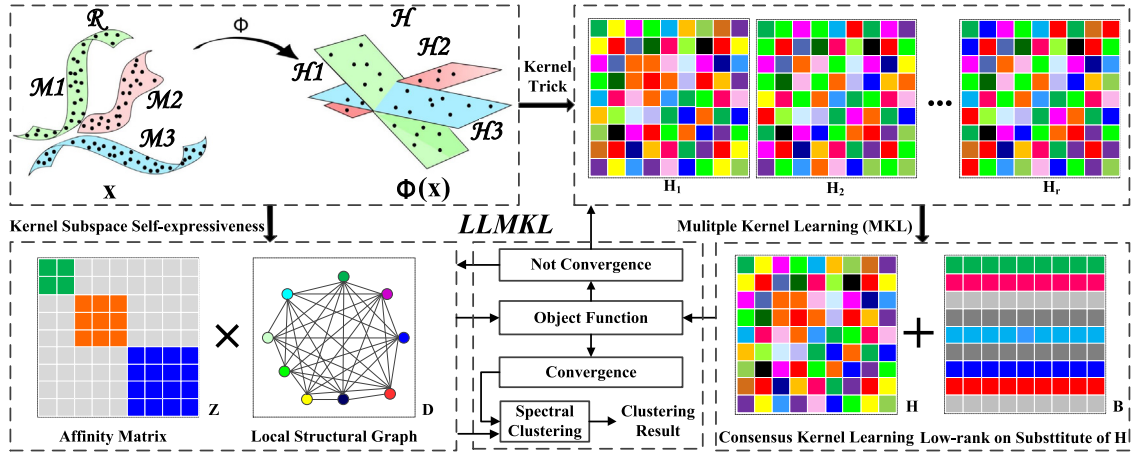 R
Φ
H
M1
M2
M3
H1
H2
H3
X
Φ(x)
Kernel
Trick
...
H1
H2
Hr
Kernel Subspace Self-expressiveness
LLMKL
Mulitple Kernel Learning (MKL)
Z
Affinity Matrix
×
D
Local Structural Graph
Not Convergence
Object Function
Convergence
Spectral
Clustering
Clustering
Result
H
Consensus Kernel Learning
+
B
Low-rank on Substtitute of H